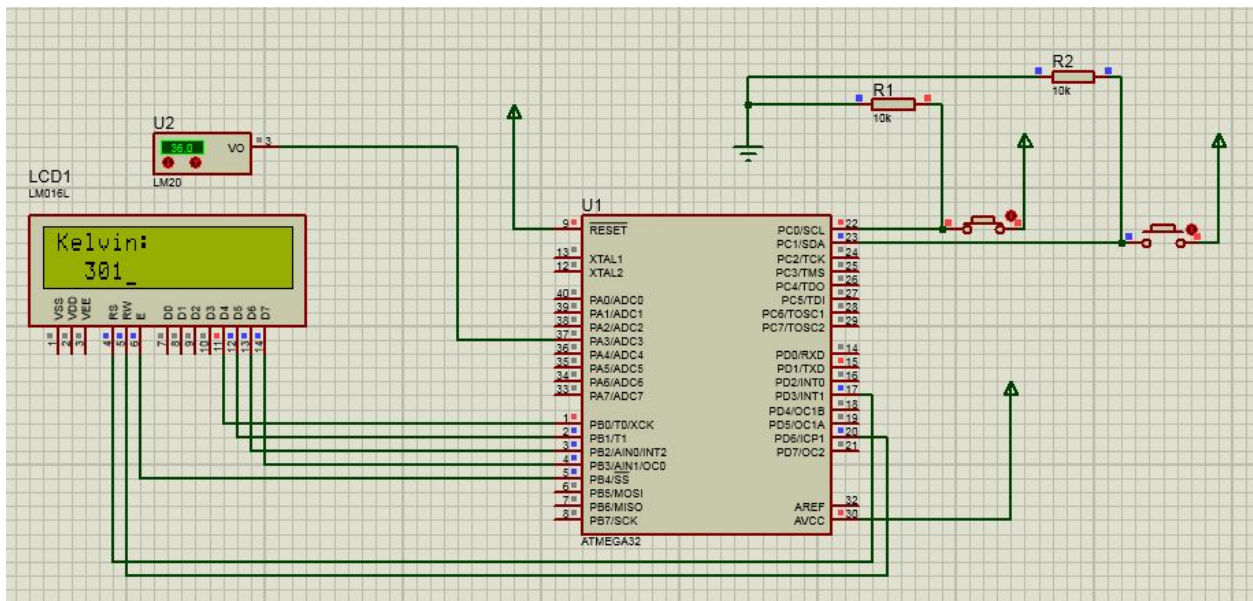 R2
10k
R1
10k
U2
36.0
VO
3
LM20
LCD1
LM016L
Kelvin:
301_
VSS
VDD
VEE
RS
RW
E
D0
D1
D2
D3
D4
D5
D6
D7
1
2
3
4
5
6
7
8
9
10
11
12
13
14
U1
9
RESET
13
XTAL1
12
XTAL2
40
PA0/ADC0
39
PA1/ADC1
38
PA2/ADC2
37
PA3/ADC3
36
PA4/ADC4
35
PA5/ADC5
34
PA6/ADC6
33
PA7/ADC7
1
PB0/T0/XCK
2
PB1/T1
3
PB2/AIN0/INT2
4
PB3/AIN1/OC0
5
PB4/SS
6
PB5/MOSI
7
PB6/MISO
8
PB7/SCK
PC0/SCL
22
PC1/SDA
23
PC2/TCK
24
PC3/TMS
25
PC4/TDO
26
PC5/TDI
27
PC6/TOSC1
28
PC7/TOSC2
29
PD0/RXD
14
PD1/TXD
15
PD2/INT0
16
PD3/INT1
17
PD4/OC1B
18
PD5/OC1A
19
PD6/ICP1
20
PD7/OC2
21
AREF
32
AVCC
30
ATMEGA32